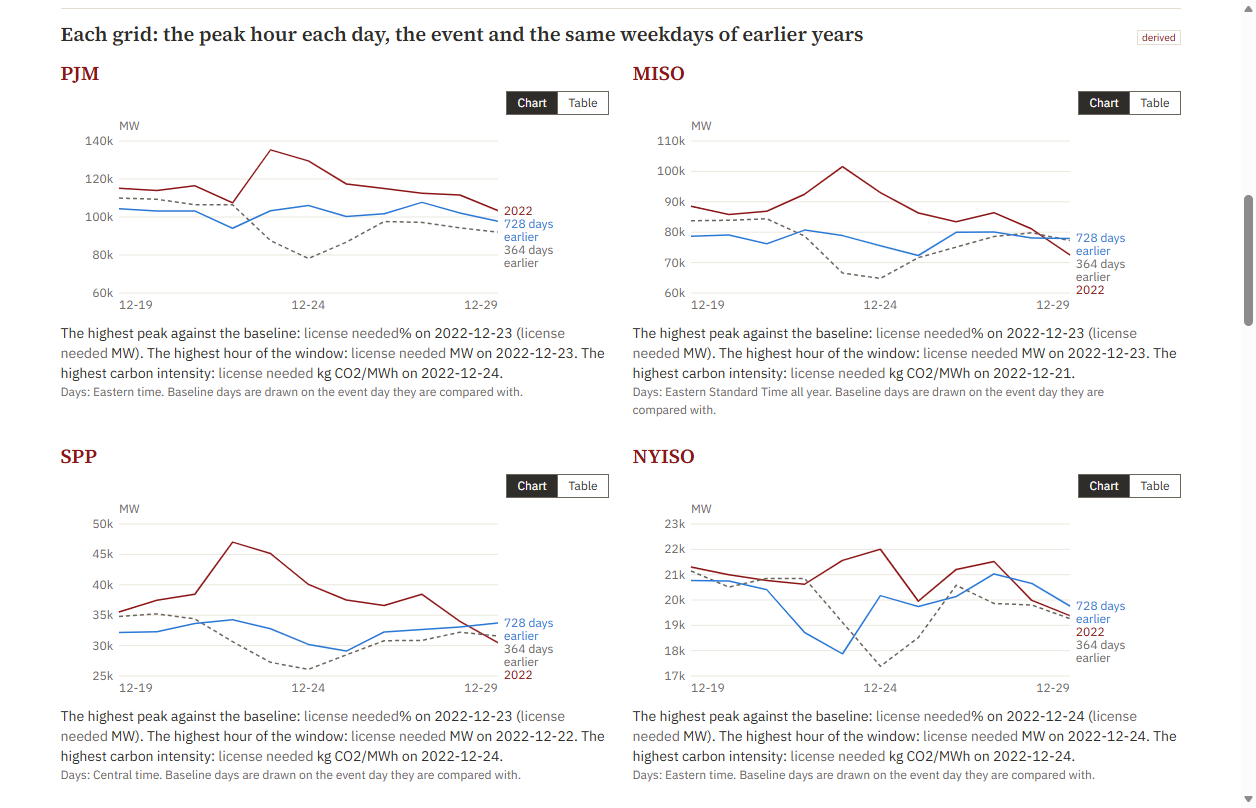 Each grid: the peak hour each day, the event and the same weekdays of earlier years
derived
PJM
Chart Table
MW
140k
120k
100k
80k
60k
12-19 12-24 12-29
2022
728 days
earlier
364 days
earlier
The highest peak against the baseline: license needed% on 2022-12-23 (license
needed MW). The highest hour of the window: license needed MW on 2022-12-23. The
highest carbon intensity: license needed kg CO2/MWh on 2022-12-24.
Days: Eastern time. Baseline days are drawn on the event day they are compared with.
MISO
Chart Table
MW
110k
100k
90k
80k
70k
60k
12-19 12-24 12-29
728 days
earlier
364 days
earlier
2022
The highest peak against the baseline: license needed% on 2022-12-23 (license
needed MW). The highest hour of the window: license needed MW on 2022-12-23. The
highest carbon intensity: license needed kg CO2/MWh on 2022-12-21.
Days: Eastern Standard Time all year. Baseline days are drawn on the event day they are
compared with.
SPP
Chart Table
MW
50k
45k
40k
35k
30k
25k
12-19 12-24 12-29
728 days
earlier
364 days
earlier
2022
The highest peak against the baseline: license needed% on 2022-12-23 (license
needed MW). The highest hour of the window: license needed MW on 2022-12-22. The
highest carbon intensity: license needed kg CO2/MWh on 2022-12-24.
Days: Central time. Baseline days are drawn on the event day they are compared with.
NYISO
Chart Table
MW
23k
22k
21k
20k
19k
18k
17k
12-19 12-24 12-29
728 days
earlier
2022
364 days
earlier
The highest peak against the baseline: license needed% on 2022-12-24 (license
needed MW). The highest hour of the window: license needed MW on 2022-12-24. The
highest carbon intensity: license needed kg CO2/MWh on 2022-12-24.
Days: Eastern time. Baseline days are drawn on the event day they are compared with.